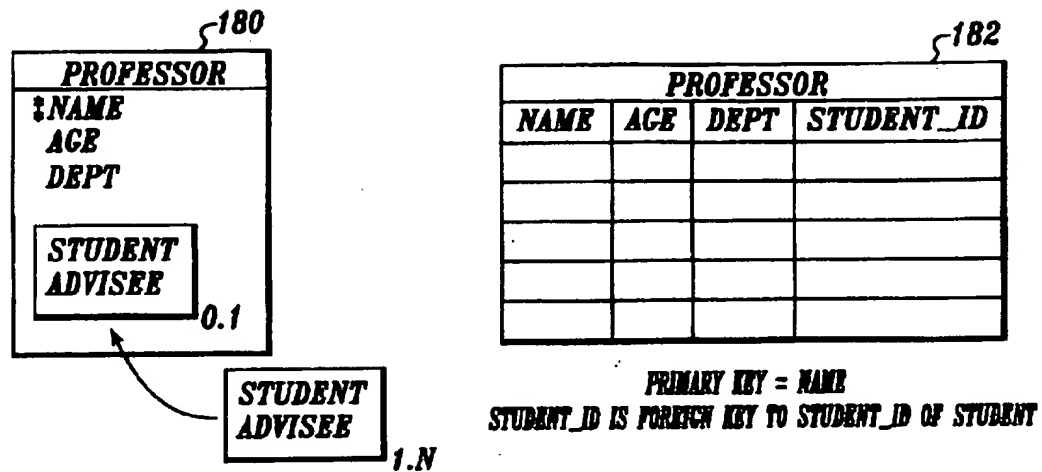 180
PROFESSOR
‡NAME
AGE
DEPT
STUDENT
ADVISEE
0.1
STUDENT
ADVISEE
1.N
182
PROFESSOR
NAME AGE DEPT STUDENT_ID
PRIMARY KEY = NAME
STUDENT_ID IS FOREIGN KEY TO STUDENT_ID OF STUDENT